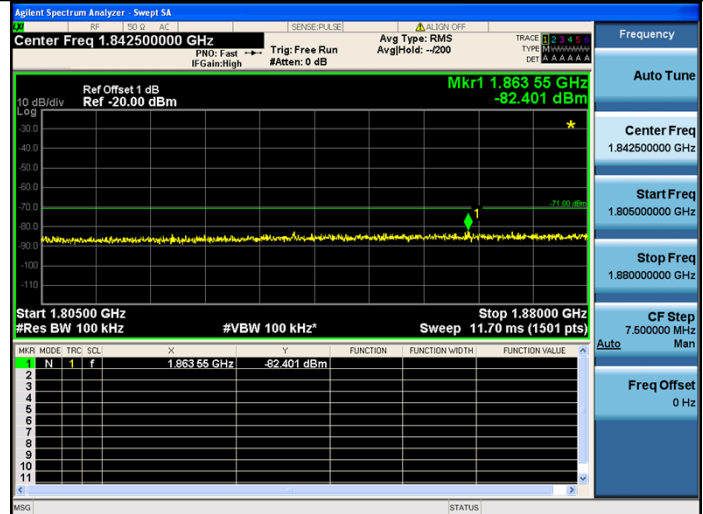 Agilent Spectrum Analyzer - Swept SA
LXI RF 50 Ω AC SENSE:PULSE ALIGN OFF
Center Freq 1.842500000 GHz
PNO: Fast
IFGain:High
Trig: Free Run
#Atten: 0 dB
Avg Type: RMS
Avg|Hold: --/200
TRACE 1 2 3 4 5 6
TYPE MWWWWW
DET A A A A A A
Ref Offset 1 dB
10 dB/div Ref -20.00 dBm
Log
Mkr1 1.863 55 GHz
-82.401 dBm
-30.0
-40.0
-50.0
-60.0
-70.0
-71.00 dBm
1
-80.0
-90.0
-100
-110
Start 1.80500 GHz Stop 1.88000 GHz
#Res BW 100 kHz #VBW 100 kHz* Sweep 11.70 ms (1501 pts)
MKR MODE TRC SCL X Y FUNCTION FUNCTION WIDTH FUNCTION VALUE
1 N 1 f 1.863 55 GHz -82.401 dBm
2
3
4
5
6
7
8
9
10
11
MSG STATUS
Frequency
Auto Tune
Center Freq
1.842500000 GHz
Start Freq
1.805000000 GHz
Stop Freq
1.880000000 GHz
CF Step
7.500000 MHz
Auto Man
Freq Offset
0 Hz